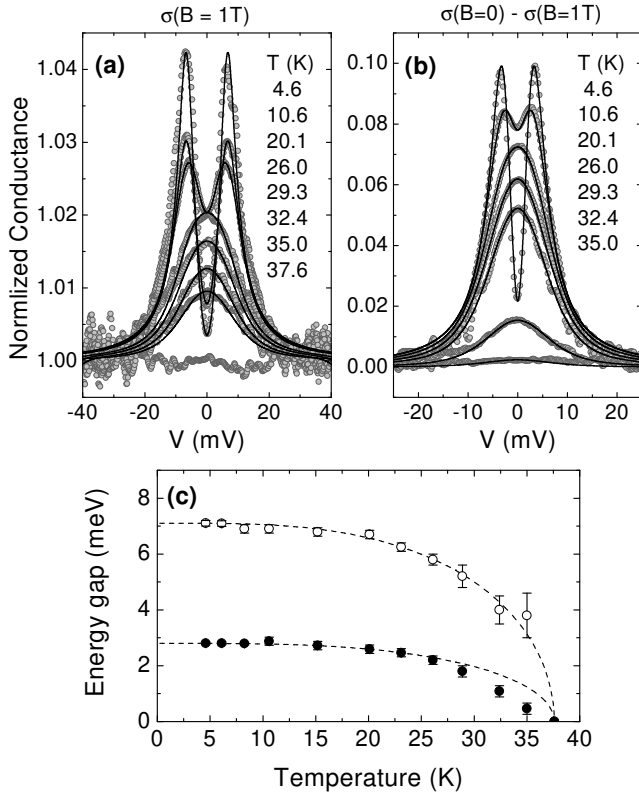 σ(B = 1T)
σ(B=0) - σ(B=1T)
(a)
T (K)
4.6
10.6
20.1
26.0
29.3
32.4
35.0
37.6
1.04
1.03
1.02
1.01
1.00
Normlized Conductance
-40 -20 0 20 40
V (mV)
(b)
T (K)
4.6
10.6
20.1
26.0
29.3
32.4
35.0
0.10
0.08
0.06
0.04
0.02
0.00
-20 -10 0 10 20
V (mV)
(c)
8
6
4
2
0
Energy gap (meV)
0 5 10 15 20 25 30 35 40
Temperature (K)